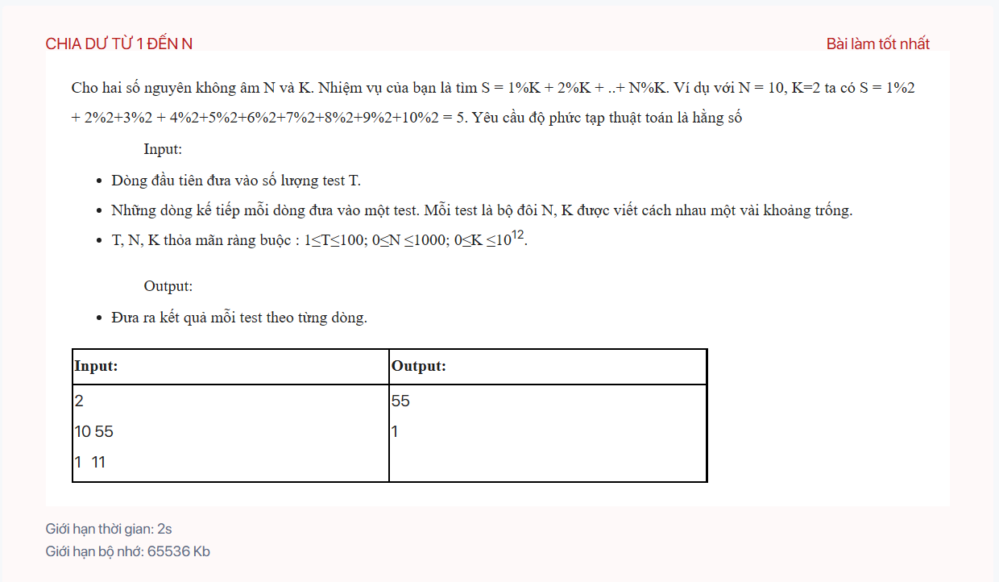 CHIA DƯ TỪ 1 ĐẾN N
Bài làm tốt nhất
Cho hai số nguyên không âm N và K. Nhiệm vụ của bạn là tìm S = 1%K + 2%K + ..+ N%K. Ví dụ với N = 10, K=2 ta có S = 1%2
+ 2%2+3%2 + 4%2+5%2+6%2+7%2+8%2+9%2+10%2 = 5. Yêu cầu độ phức tạp thuật toán là hằng số
Input:
• Dòng đầu tiên đưa vào số lượng test T.
• Những dòng kế tiếp mỗi dòng đưa vào một test. Mỗi test là bộ đôi N, K được viết cách nhau một vài khoảng trống.
• T, N, K thỏa mãn ràng buộc : 1≤T≤100; 0≤N ≤1000; 0≤K ≤10¹².
Output:
• Đưa ra kết quả mỗi test theo từng dòng.
Input: Output:
2 55
10 55 1
1 11
Giới hạn thời gian: 2s
Giới hạn bộ nhớ: 65536 Kb